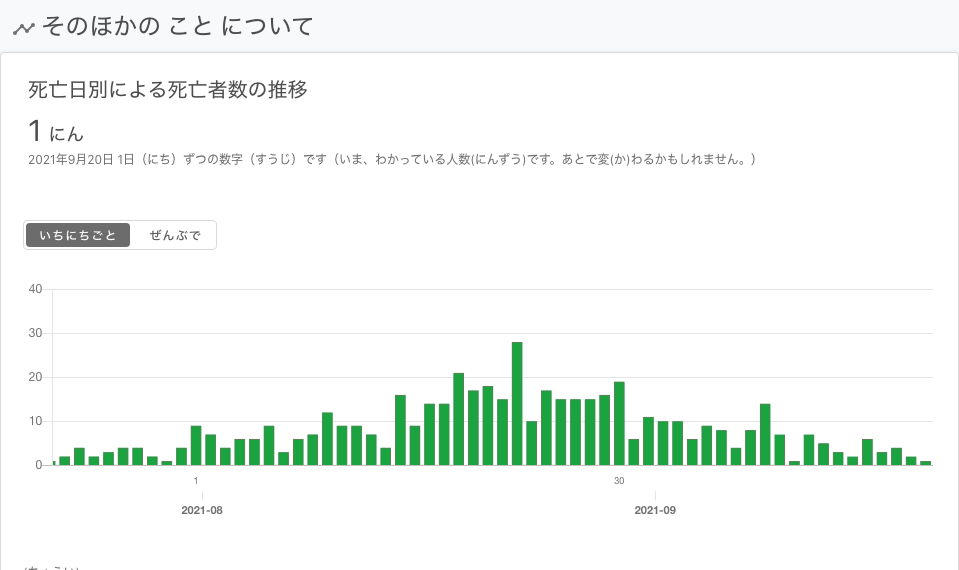 そのほかの こと について
死亡日別による死亡者数の推移
1 にん
2021年9月20日 1日（にち）ずつの数字（すうじ）です（いま、わかっている人数(にんずう)です。あとで変(か)わるかもしれません。）
いちにちごと ぜんぶで
40
30
20
10
0
1 30
2021-08 2021-09